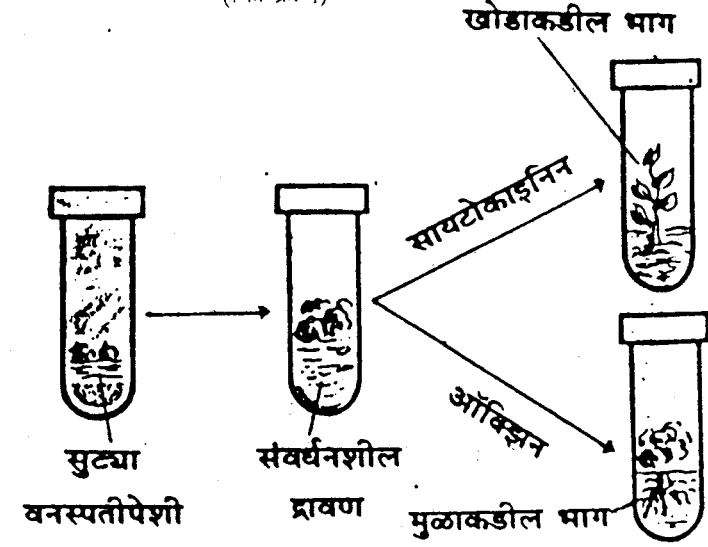 खोडाकडील भाग
सायटोकाइनिन
ऑक्झिन
सुट्या
वनस्पतीपेशी
संवर्धनशील
द्रावण
मुळाकडील भाग